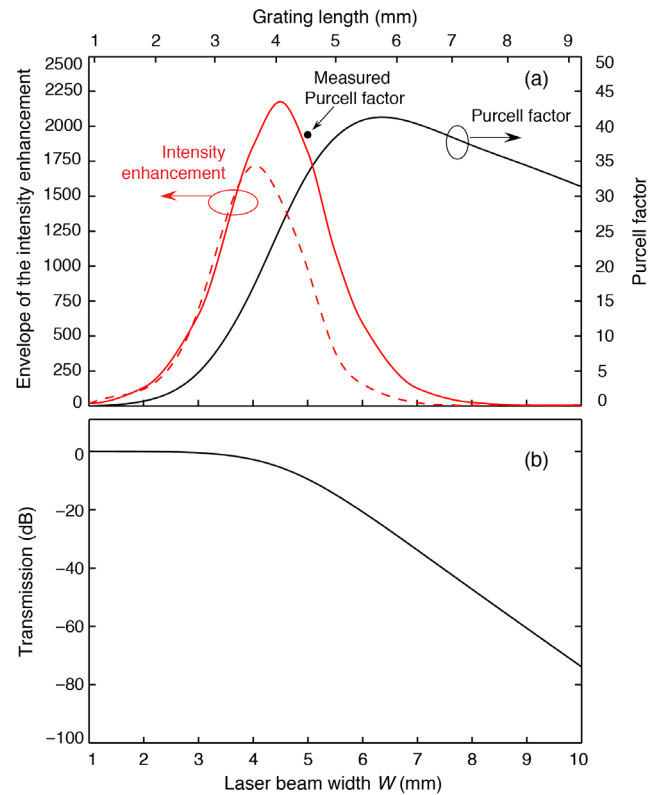 Grating length (mm)
1 2 3 4 5 6 7 9
2500 2250 2000 1750 1500 1250 1000 750 500 250 0
Envelope of the intensity enhancement
50 45 40 35 30 25 20 15 10 5 0
Purcell factor
(a)
Measured
Purcell factor
Purcell factor
Intensity
enhancement
(b)
0 −20 −40 −60 −80 −100
Transmission (dB)
1 2 3 4 5 6 7 8 9 10
Laser beam width W (mm)